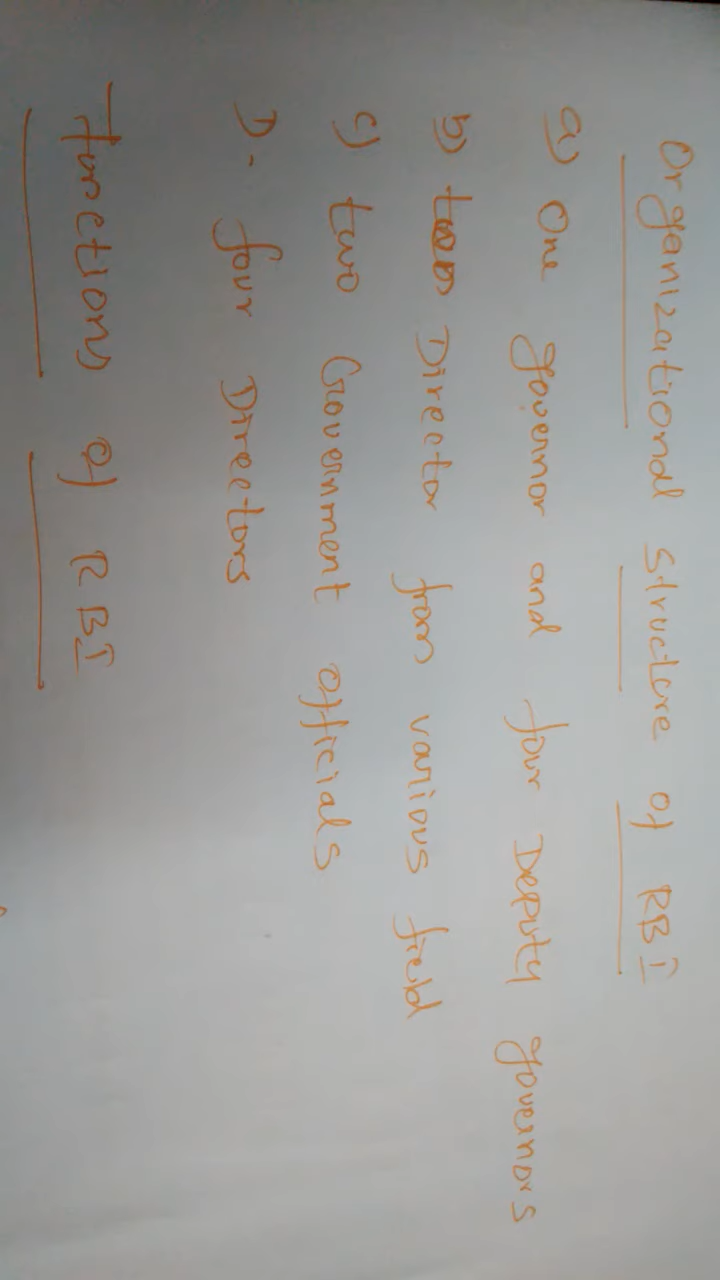 Organizational structure of RBI
a) One governor and four Deputy governors
b) Director from various field
c) two Government officials
D. four Directors
Functions of RBI